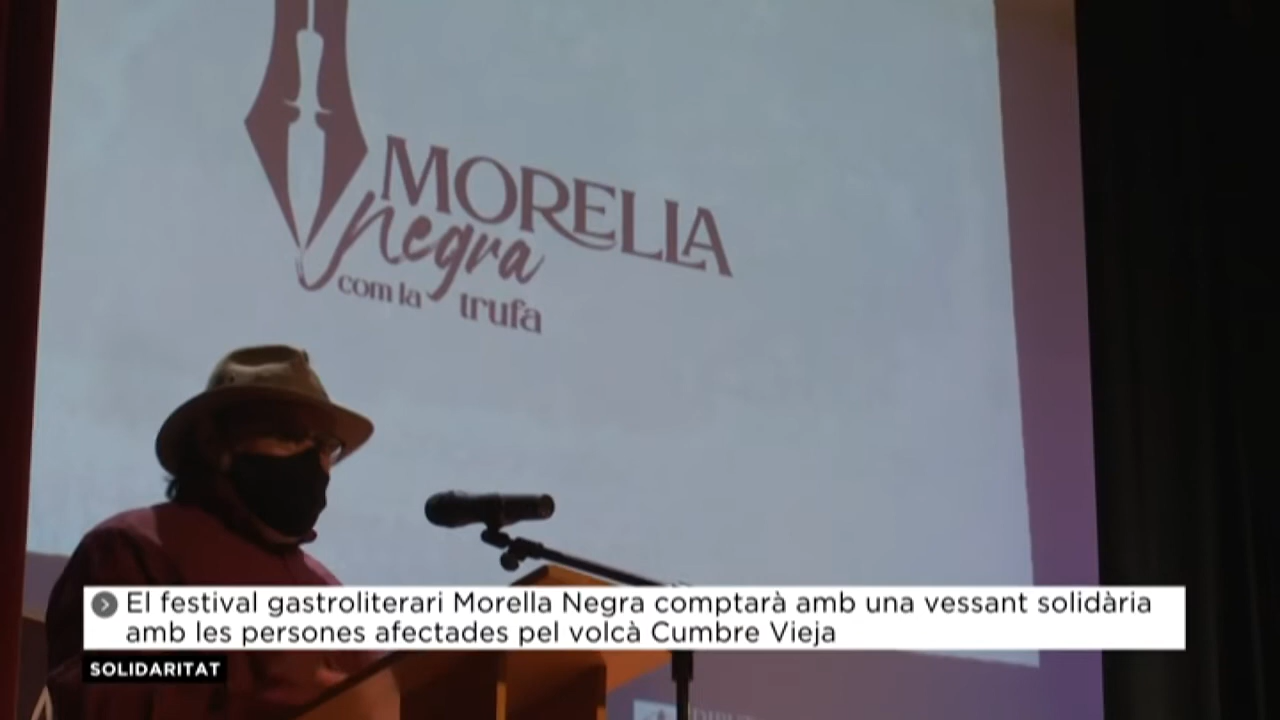 MORELLA
negra
com la trufa
El festival gastroliterari Morella Negra comptarà amb una vessant solidària
amb les persones afectades pel volcà Cumbre Vieja
SOLIDARITAT